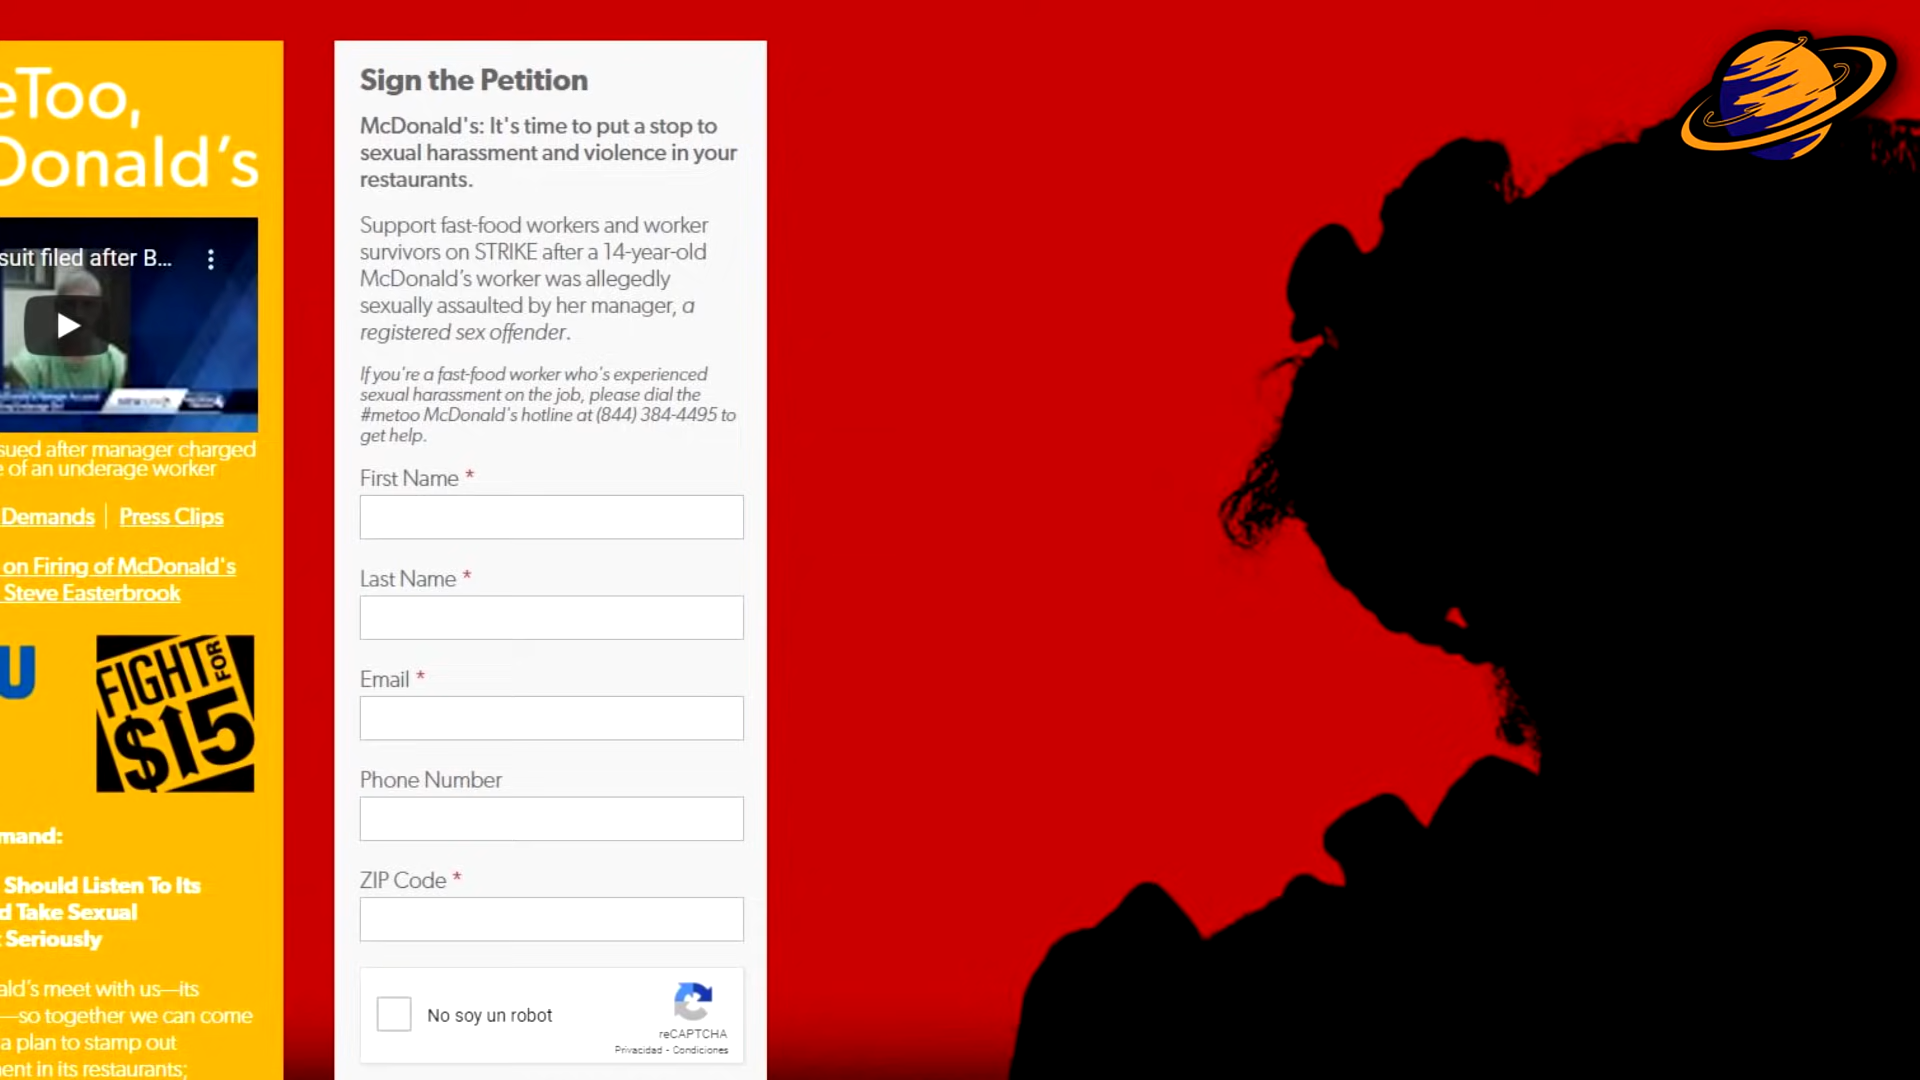 eToo,
Donald's
suit filed after B...
sued after manager charged
e of an underage worker
Demands | Press Clips
on Firing of McDonald's
Steve Easterbrook
U
FIGHT FOR
$15
mand:
Should Listen To Its
d Take Sexual
t Seriously
ald's meet with us—its
—so together we can come
a plan to stamp out
ent in its restaurants;
Sign the Petition
McDonald's: It's time to put a stop to
sexual harassment and violence in your
restaurants.
Support fast-food workers and worker
survivors on STRIKE after a 14-year-old
McDonald's worker was allegedly
sexually assaulted by her manager, a
registered sex offender.
If you're a fast-food worker who's experienced
sexual harassment on the job, please dial the
#metoo McDonald's hotline at (844) 384-4495 to
get help.
First Name *
Last Name *
Email *
Phone Number
ZIP Code *
No soy un robot
reCAPTCHA
Privacidad - Condiciones